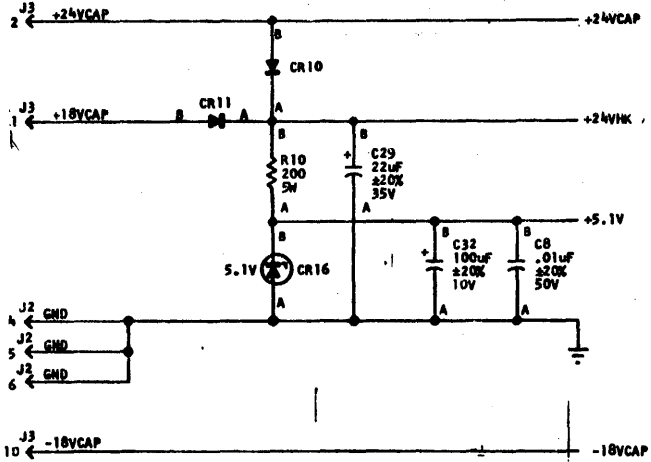 J3
2 +24VCAP +24VCAP
B
CR10
A
J3
1 +18VCAP B CR11 A +24VHK
B
R10
200
5W
A
B
C29
22uF
±20%
35V
A
+5.1V
B
5.1V CR16
A
B
C32
100uF
±20%
10V
A
B
C8
.01uF
±20%
50V
A
J2
4 GND
J2
5 GND
J2
6 GND
J3
10 -18VCAP -18VCAP